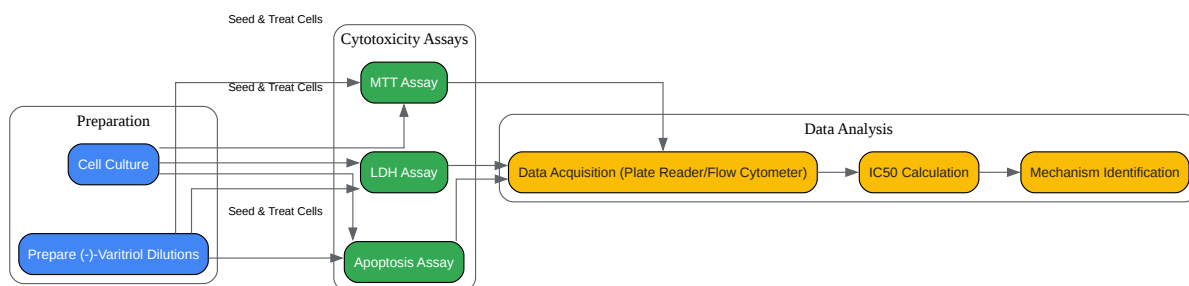 Seed & Treat Cells
Cytotoxicity Assays
MTT Assay
Seed & Treat Cells
Preparation
Data Analysis
Cell Culture
LDH Assay
Data Acquisition (Plate Reader/Flow Cytometer)
IC50 Calculation
Mechanism Identification
Seed & Treat Cells
Prepare (-)-Varitriol Dilutions
Apoptosis Assay